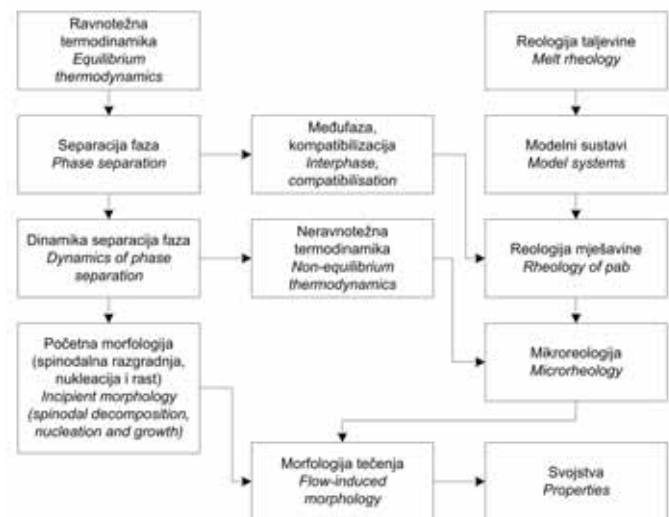 Ravnotežna
termodinamika
Equilibrium
thermodynamics
Reologija taljevine
Melt rheology
Separacija faza
Phase separation
Međufaza,
kompatibilizacija
Interphase,
compatibilisation
Modelni sustavi
Model systems
Dinamika separacija faza
Dynamics of phase
separation
Neravnotežna
termodinamika
Non-equilibrium
thermodynamics
Reologija mješavine
Rheology of pab
Početna morfologija
(spinodalna razgradnja,
nukleacija i rast)
Incipient morphology
(spinodal decomposition,
nucleation and growth)
Mikroreologija
Microrheology
Morfologija tečenja
Flow-induced
morphology
Svojstva
Properties